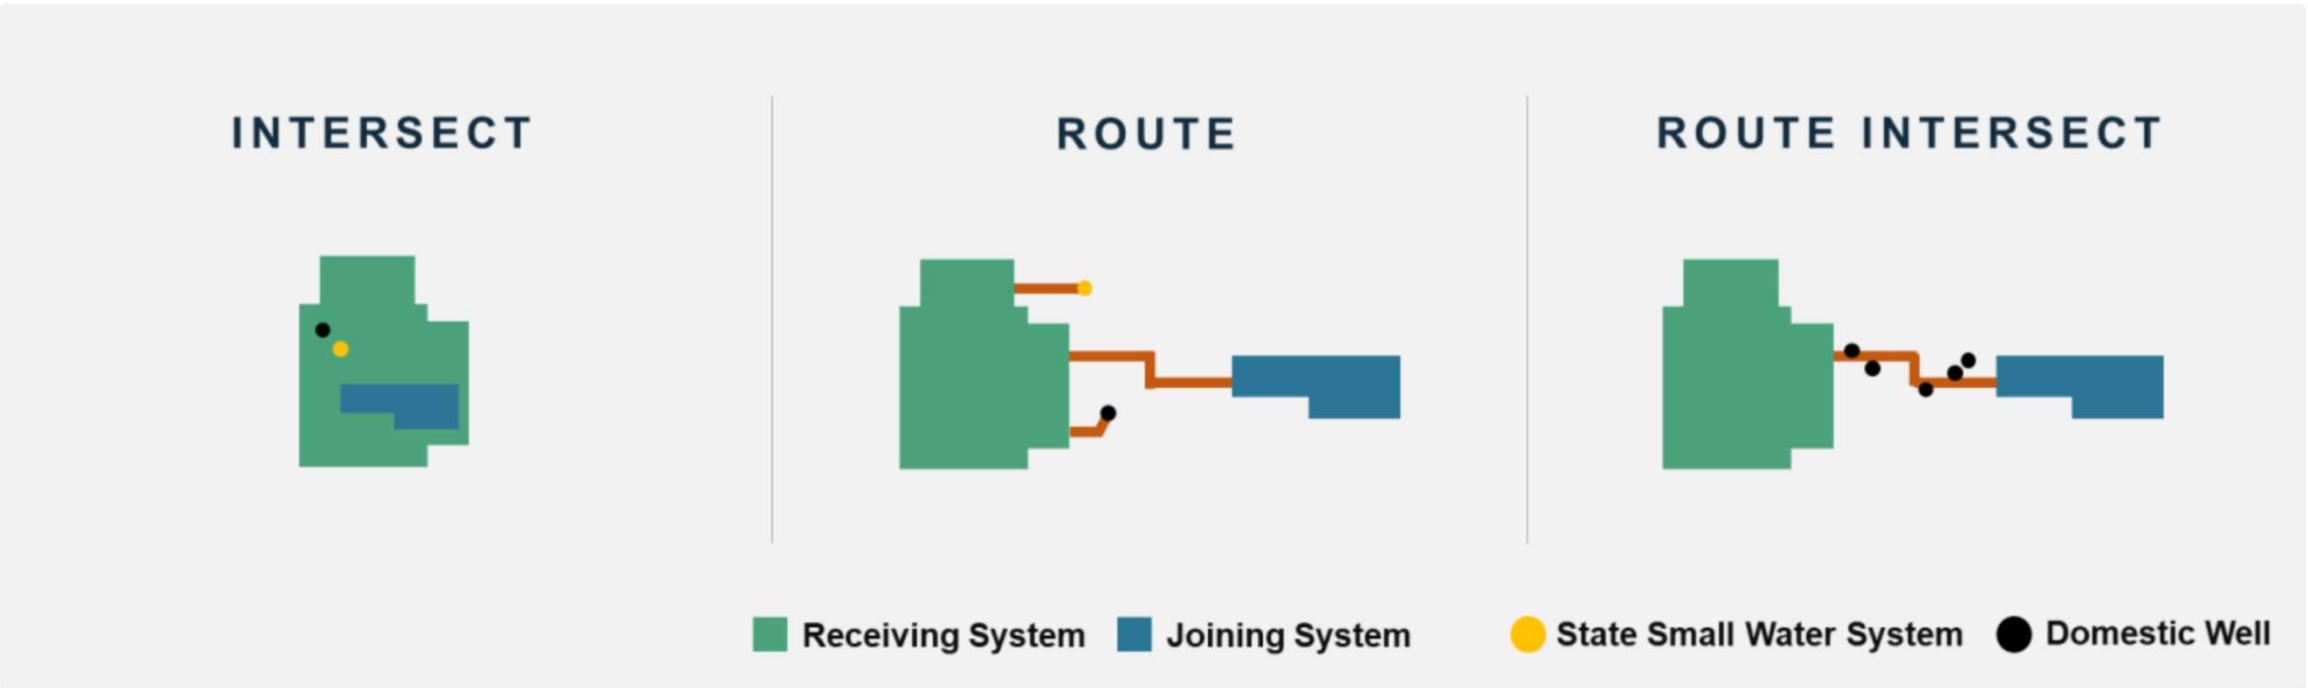 INTERSECT
ROUTE
ROUTE INTERSECT
Receiving System
Joining System
State Small Water System
Domestic Well